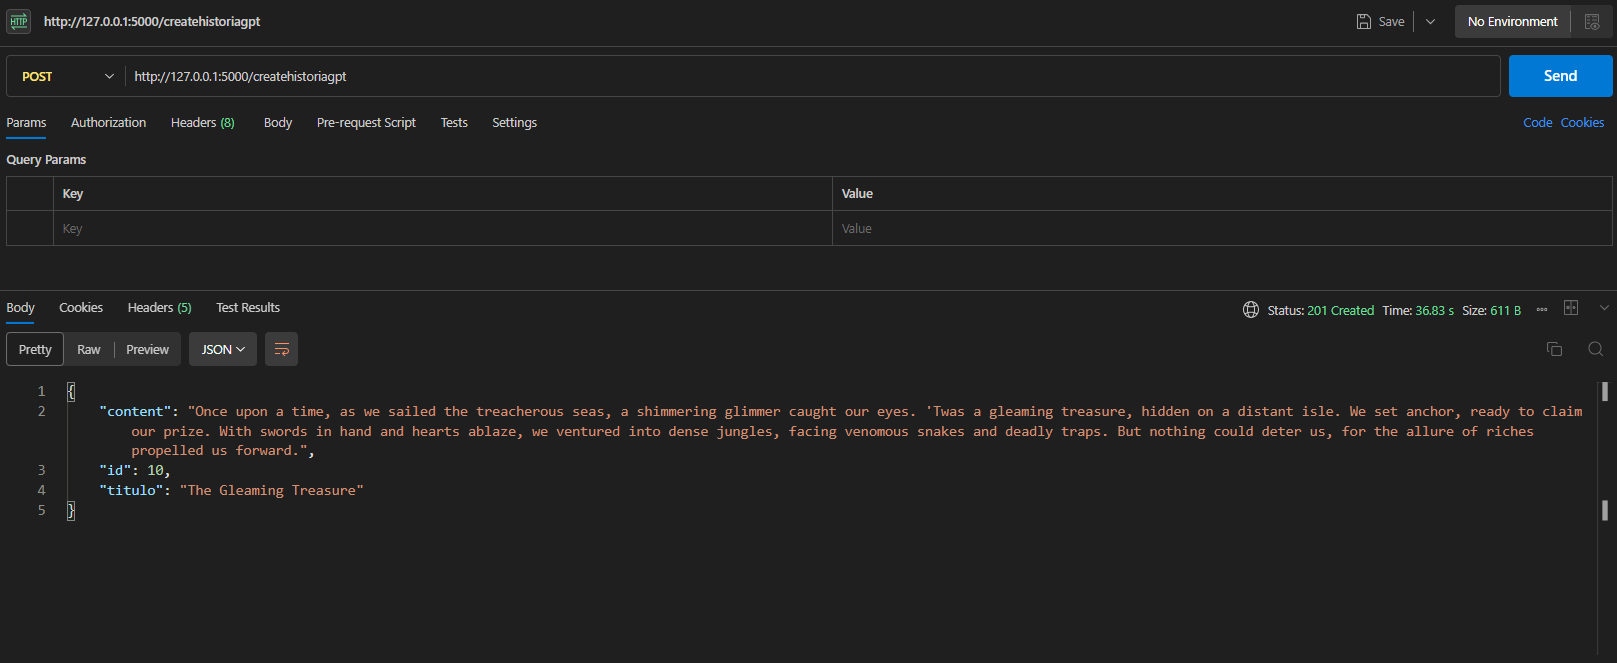 HTTP http://127.0.0.1:5000/createhistoriagpt Save No Environment
POST http://127.0.0.1:5000/createhistoriagpt Send
Params Authorization Headers (8) Body Pre-request Script Tests Settings Code Cookies
Query Params
Key Value
Key Value
Body Cookies Headers (5) Test Results Status: 201 Created Time: 36.83 s Size: 611 B
Pretty Raw Preview JSON
1 {
2 "content": "Once upon a time, as we sailed the treacherous seas, a shimmering glimmer caught our eyes. 'Twas a gleaming treasure, hidden on a distant isle. We set anchor, ready to claim
our prize. With swords in hand and hearts ablaze, we ventured into dense jungles, facing venomous snakes and deadly traps. But nothing could deter us, for the allure of riches
propelled us forward.",
3 "id": 10,
4 "titulo": "The Gleaming Treasure"
5 }